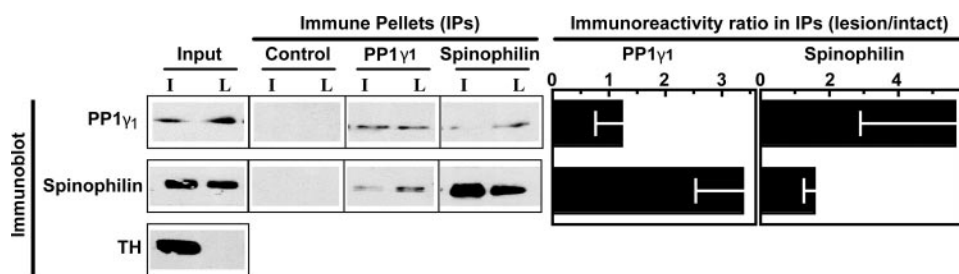 Immune Pellets (IPs)
Immunoreactivity ratio in IPs (lesion/intact)
Input
Control
PP1γ1
Spinophilin
PP1γ1
Spinophilin
I L I L I L I L
0 1 2 3
0 2 4
Immunoblot
PP1γ1
Spinophilin
TH